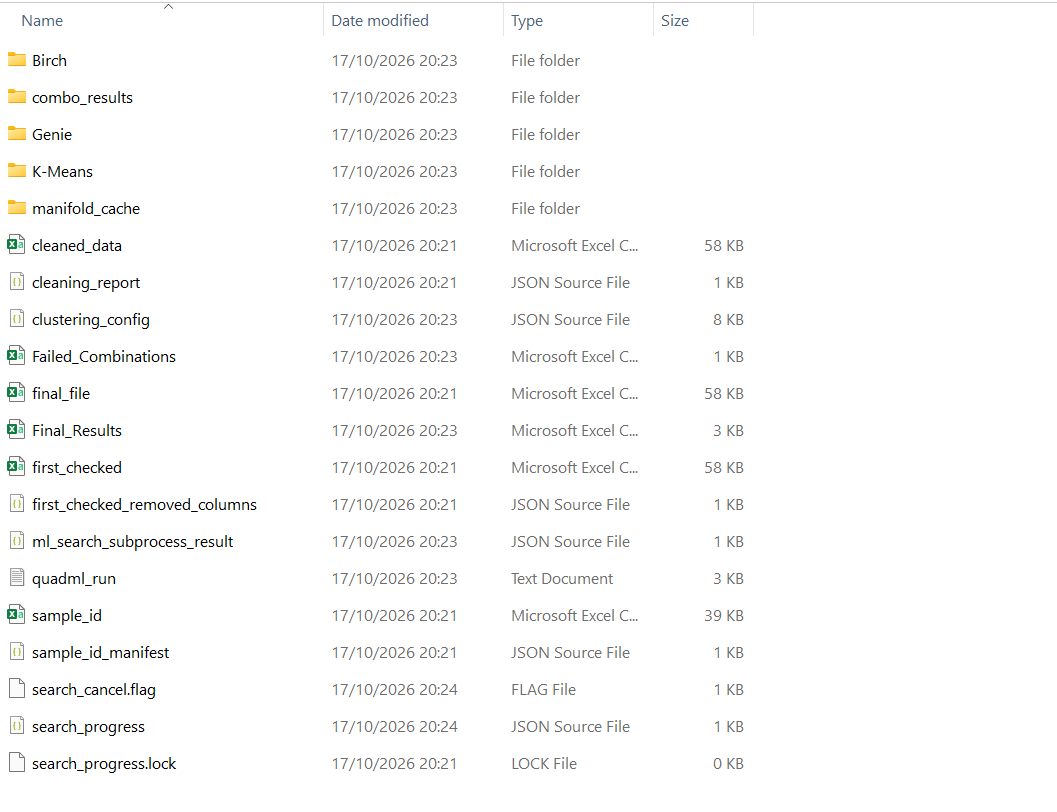 Name Date modified Type Size
Birch 17/10/2026 20:23 File folder
combo_results 17/10/2026 20:23 File folder
Genie 17/10/2026 20:23 File folder
K-Means 17/10/2026 20:23 File folder
manifold_cache 17/10/2026 20:23 File folder
cleaned_data 17/10/2026 20:21 Microsoft Excel C... 58 KB
cleaning_report 17/10/2026 20:21 JSON Source File 1 KB
clustering_config 17/10/2026 20:23 JSON Source File 8 KB
Failed_Combinations 17/10/2026 20:23 Microsoft Excel C... 1 KB
final_file 17/10/2026 20:21 Microsoft Excel C... 58 KB
Final_Results 17/10/2026 20:23 Microsoft Excel C... 3 KB
first_checked 17/10/2026 20:21 Microsoft Excel C... 58 KB
first_checked_removed_columns 17/10/2026 20:21 JSON Source File 1 KB
ml_search_subprocess_result 17/10/2026 20:23 JSON Source File 1 KB
quadml_run 17/10/2026 20:23 Text Document 3 KB
sample_id 17/10/2026 20:21 Microsoft Excel C... 39 KB
sample_id_manifest 17/10/2026 20:21 JSON Source File 1 KB
search_cancel.flag 17/10/2026 20:24 FLAG File 1 KB
search_progress 17/10/2026 20:24 JSON Source File 1 KB
search_progress.lock 17/10/2026 20:21 LOCK File 0 KB